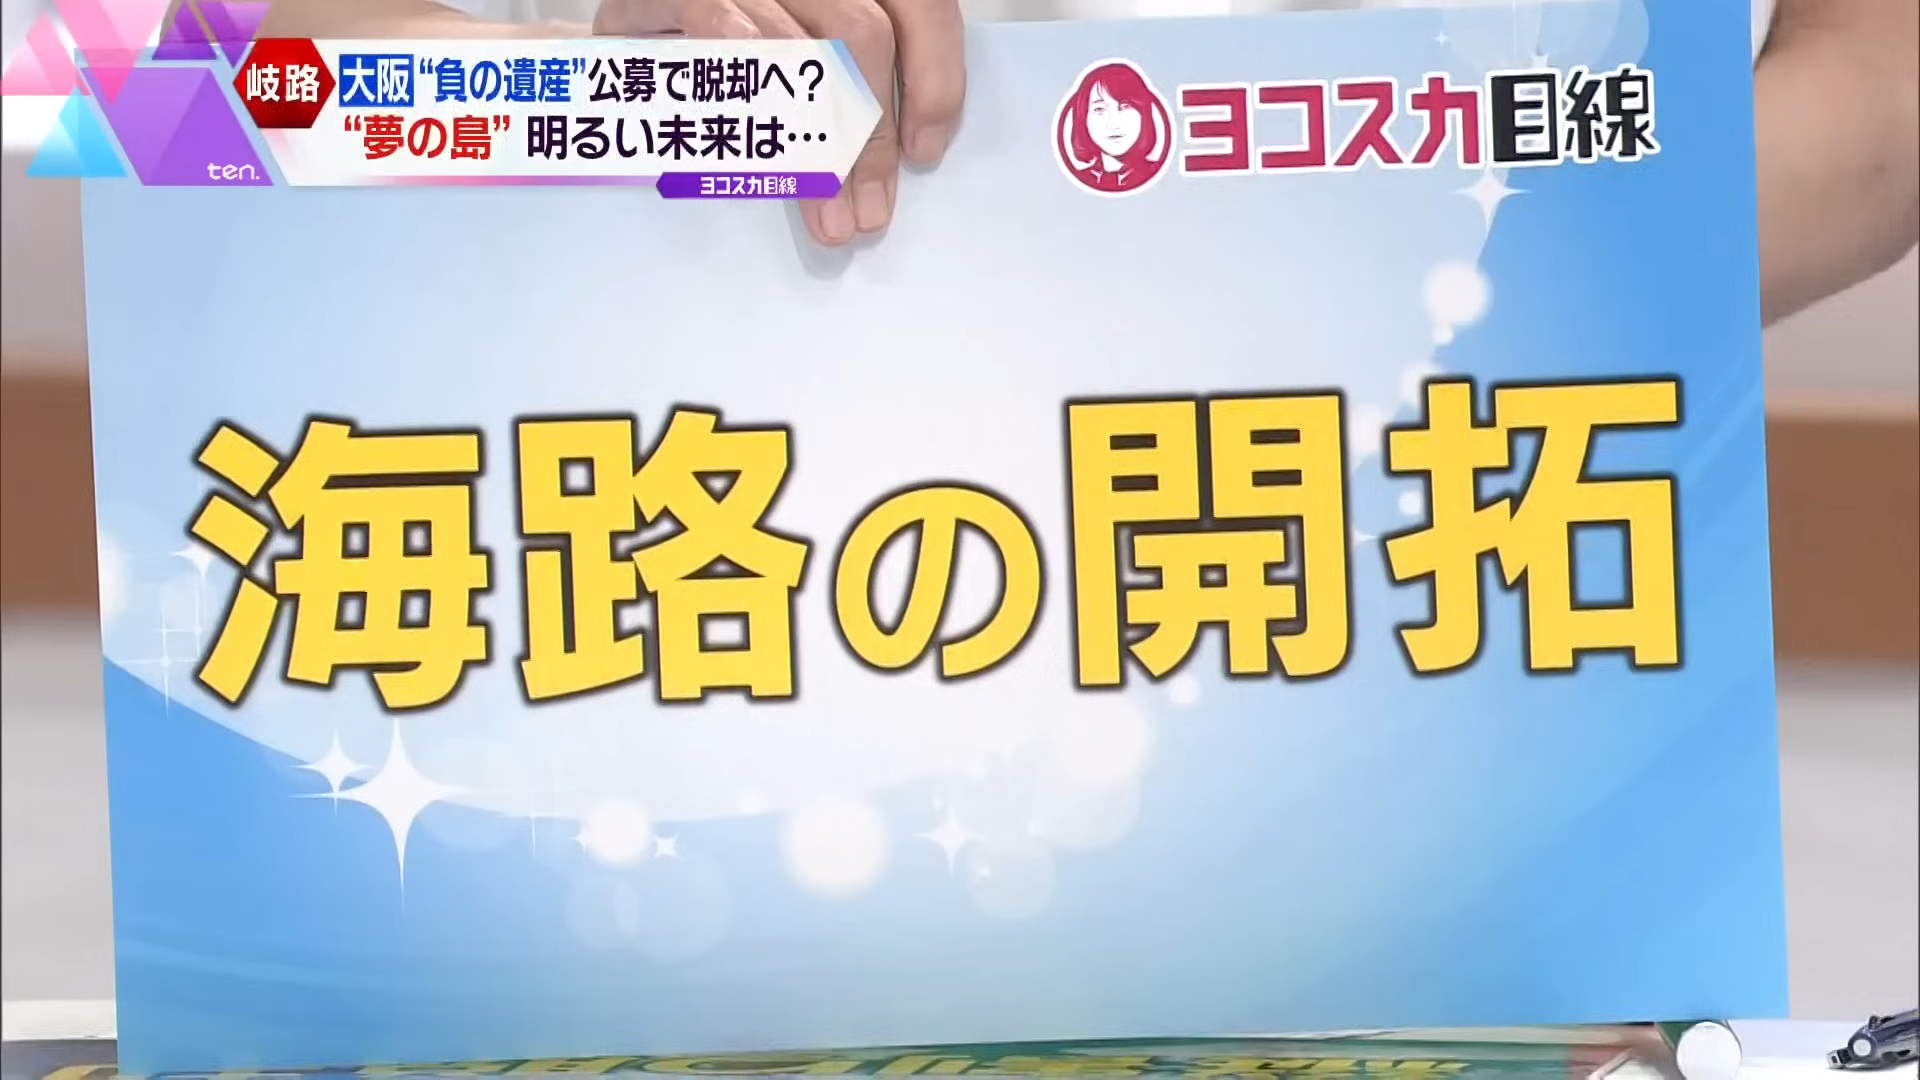 岐路
大阪“負の遺産”公募で脱却へ？
“夢の島” 明るい未来は…
ten.
ヨコスカ目線
ヨコスカ目線
海路の開拓